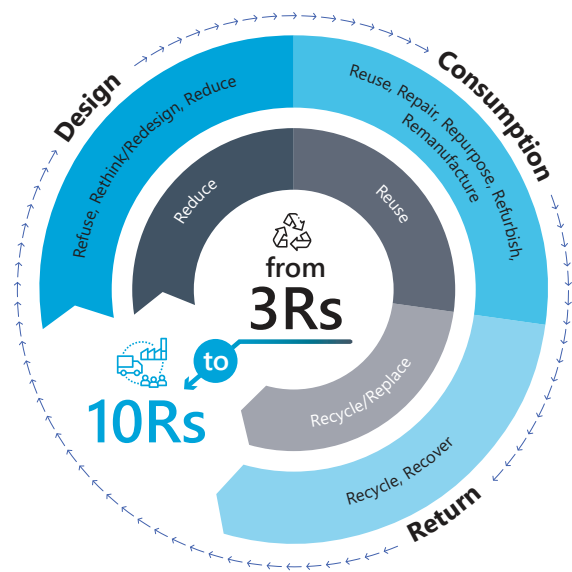 Design
Consumption
Return
Refuse, Rethink/Redesign, Reduce
Reuse, Repair, Repurpose, Refurbish,
Remanufacture
Recycle, Recover
Reduce
Reuse
Recycle/Replace
from
3Rs
to
10Rs